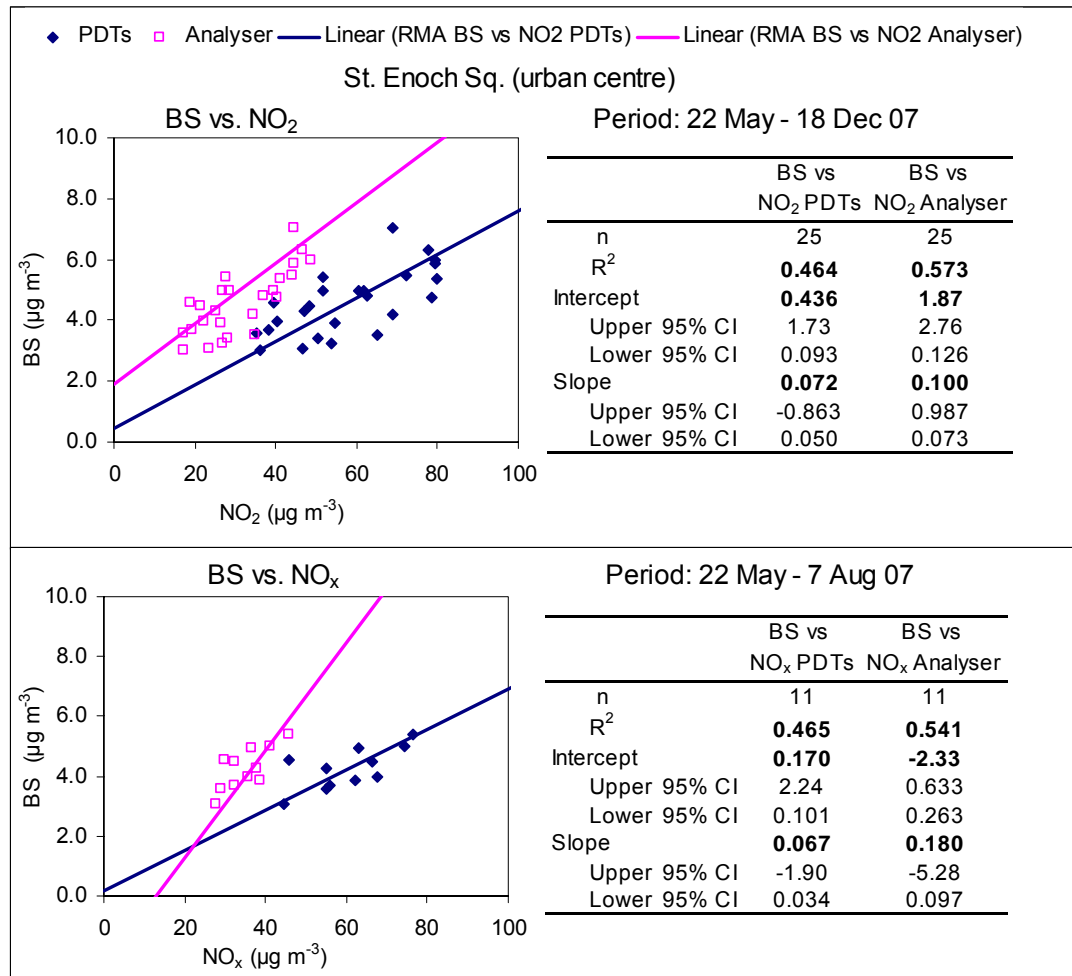 PDTs Analyser Linear (RMA BS vs NO2 PDTs) Linear (RMA BS vs NO2 Analyser)
St. Enoch Sq. (urban centre)
BS vs. NO₂
Period: 22 May - 18 Dec 07
10.0
8.0
6.0
4.0
2.0
0.0
BS (µg m⁻³)
0 20 40 60 80 100
NO₂ (µg m⁻³)
BS vs BS vs
NO₂ PDTs NO₂ Analyser
n 25 25
R² 0.464 0.573
Intercept 0.436 1.87
Upper 95% CI 1.73 2.76
Lower 95% CI 0.093 0.126
Slope 0.072 0.100
Upper 95% CI -0.863 0.987
Lower 95% CI 0.050 0.073
BS vs. NOₓ
Period: 22 May - 7 Aug 07
10.0
8.0
6.0
4.0
2.0
0.0
BS (µg m⁻³)
0 20 40 60 80 100
NOₓ (µg m⁻³)
BS vs BS vs
NOₓ PDTs NOₓ Analyser
n 11 11
R² 0.465 0.541
Intercept 0.170 -2.33
Upper 95% CI 2.24 0.633
Lower 95% CI 0.101 0.263
Slope 0.067 0.180
Upper 95% CI -1.90 -5.28
Lower 95% CI 0.034 0.097